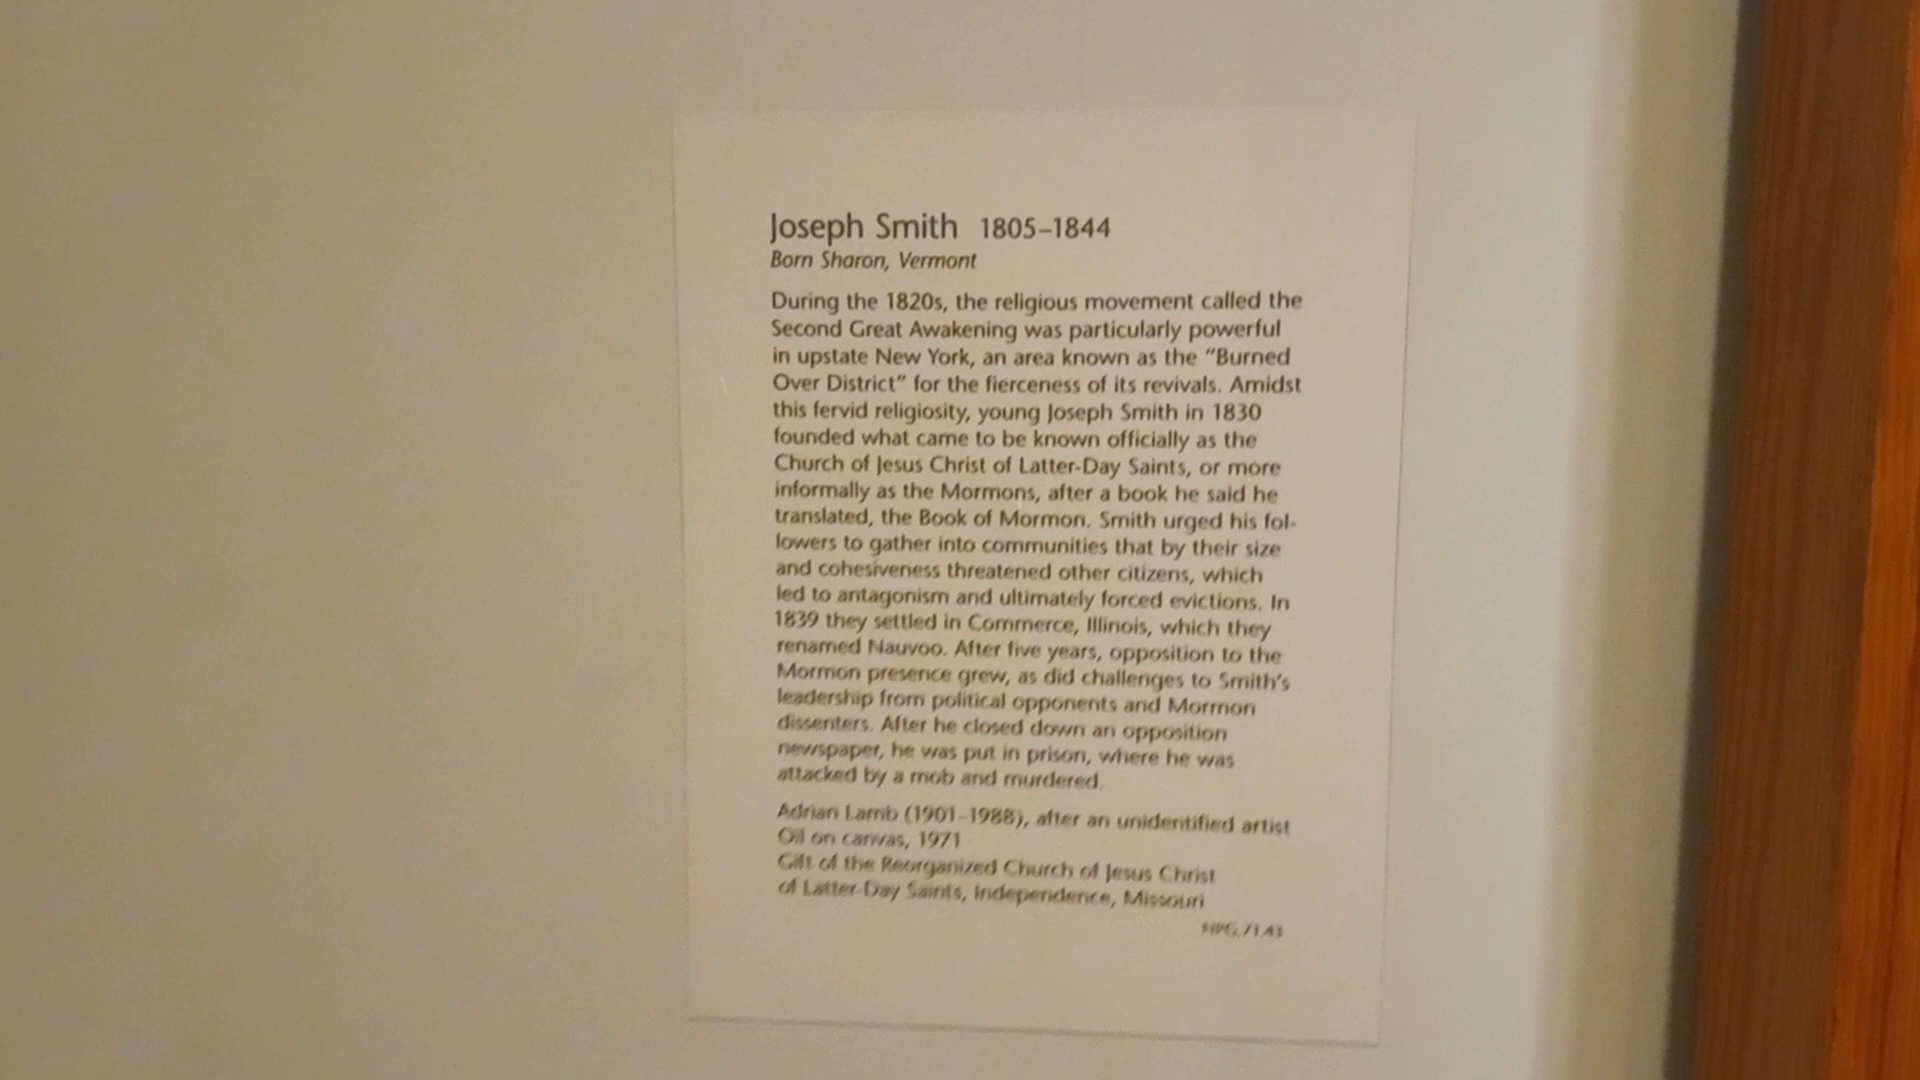 Joseph Smith 1805–1844
Born Sharon, Vermont
During the 1820s, the religious movement called the
Second Great Awakening was particularly powerful
in upstate New York, an area known as the “Burned
Over District” for the fierceness of its revivals. Amidst
this fervid religiosity, young Joseph Smith in 1830
founded what came to be known officially as the
Church of Jesus Christ of Latter-Day Saints, or more
informally as the Mormons, after a book he said he
translated, the Book of Mormon. Smith urged his fol-
lowers to gather into communities that by their size
and cohesiveness threatened other citizens, which
led to antagonism and ultimately forced evictions. In
1839 they settled in Commerce, Illinois, which they
renamed Nauvoo. After five years, opposition to the
Mormon presence grew, as did challenges to Smith’s
leadership from political opponents and Mormon
dissenters. After he closed down an opposition
newspaper, he was put in prison, where he was
attacked by a mob and murdered.
Adrian Lamb (1901–1988), after an unidentified artist
Oil on canvas, 1971
Gift of the Reorganized Church of Jesus Christ
of Latter-Day Saints, Independence, Missouri